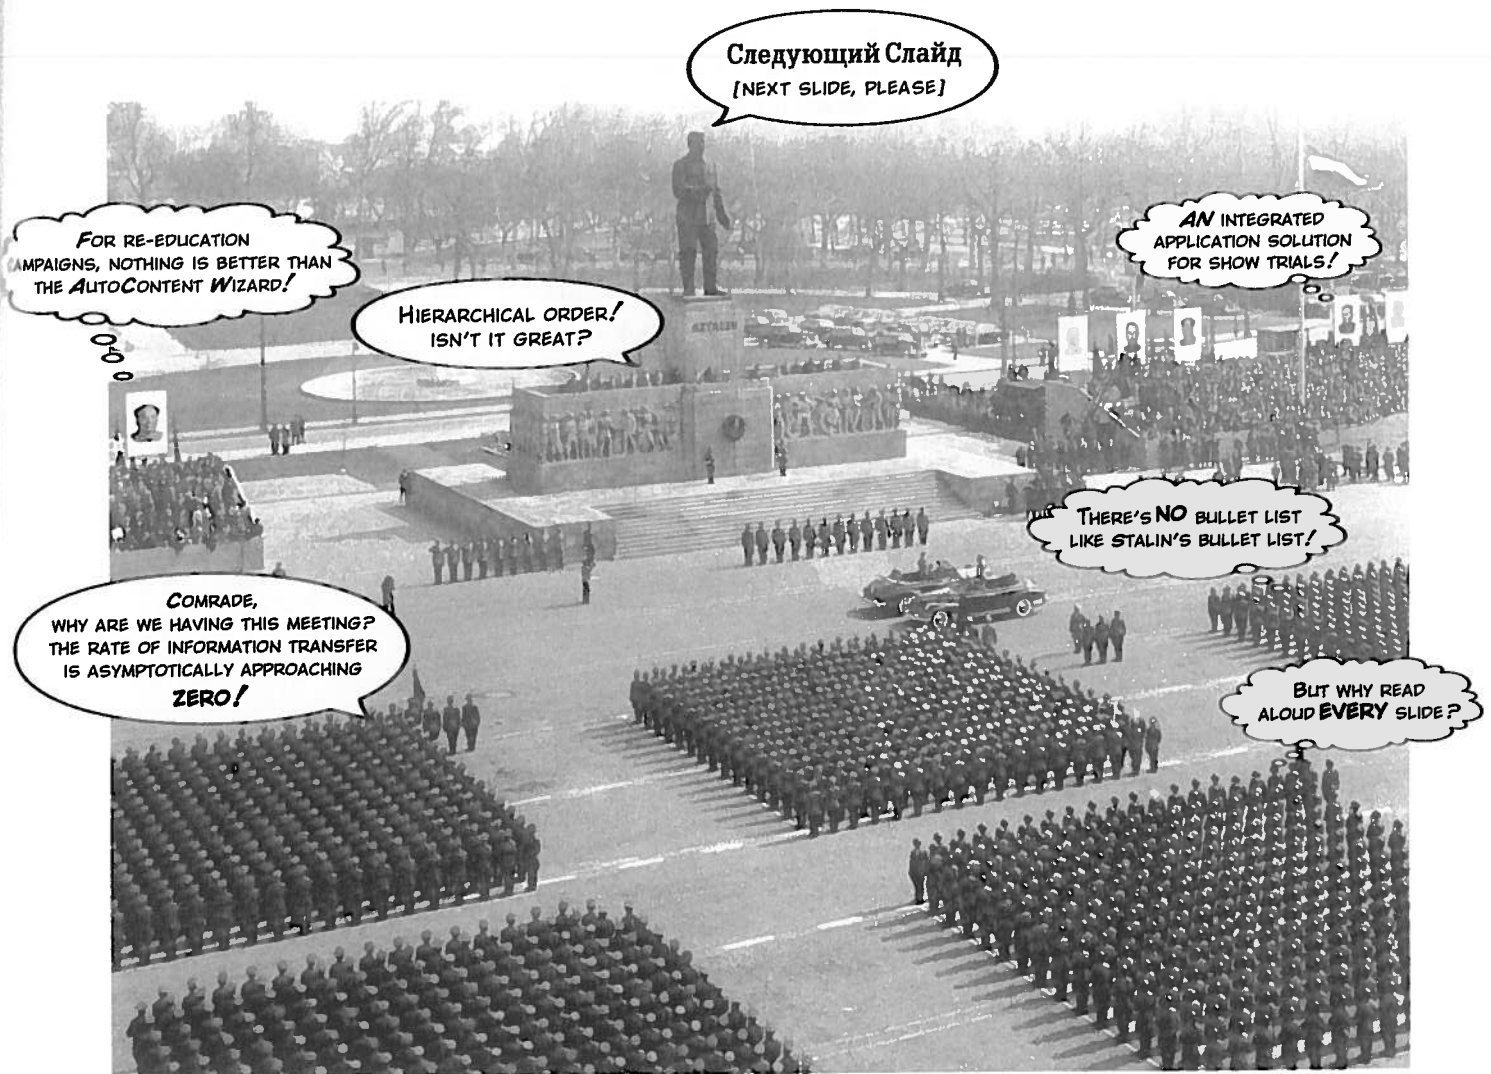 Следующий Слайд
[NEXT SLIDE, PLEASE]
FOR RE-EDUCATION
CAMPAIGNS, NOTHING IS BETTER THAN
THE AUTOCONTENT WIZARD!
AN INTEGRATED
APPLICATION SOLUTION
FOR SHOW TRIALS!
HIERARCHICAL ORDER!
ISN'T IT GREAT?
THERE'S NO BULLET LIST
LIKE STALIN'S BULLET LIST!
COMRADE,
WHY ARE WE HAVING THIS MEETING?
THE RATE OF INFORMATION TRANSFER
IS ASYMPTOTICALLY APPROACHING
ZERO!
BUT WHY READ
ALOUD EVERY SLIDE?